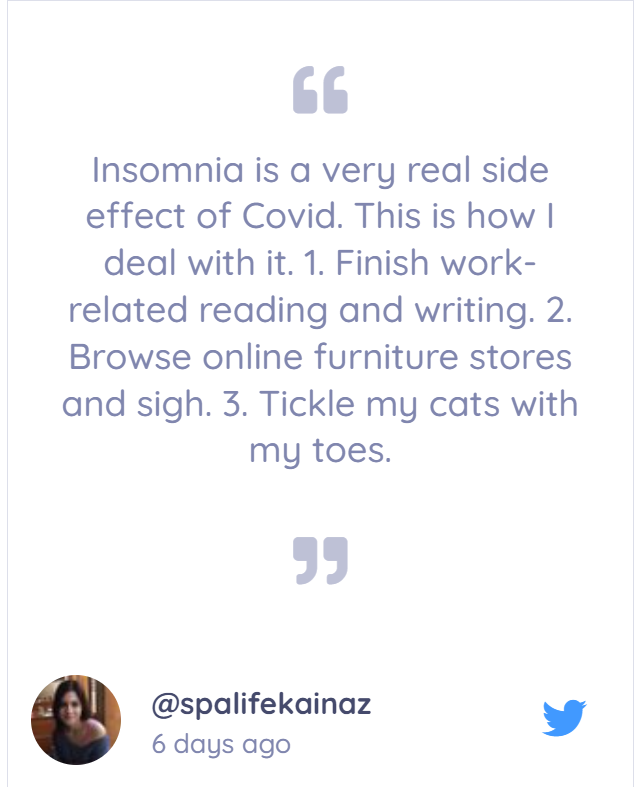 “
Insomnia is a very real side
effect of Covid. This is how I
deal with it. 1. Finish work-
related reading and writing. 2.
Browse online furniture stores
and sigh. 3. Tickle my cats with
my toes.
”
@spalifekainaz
6 days ago